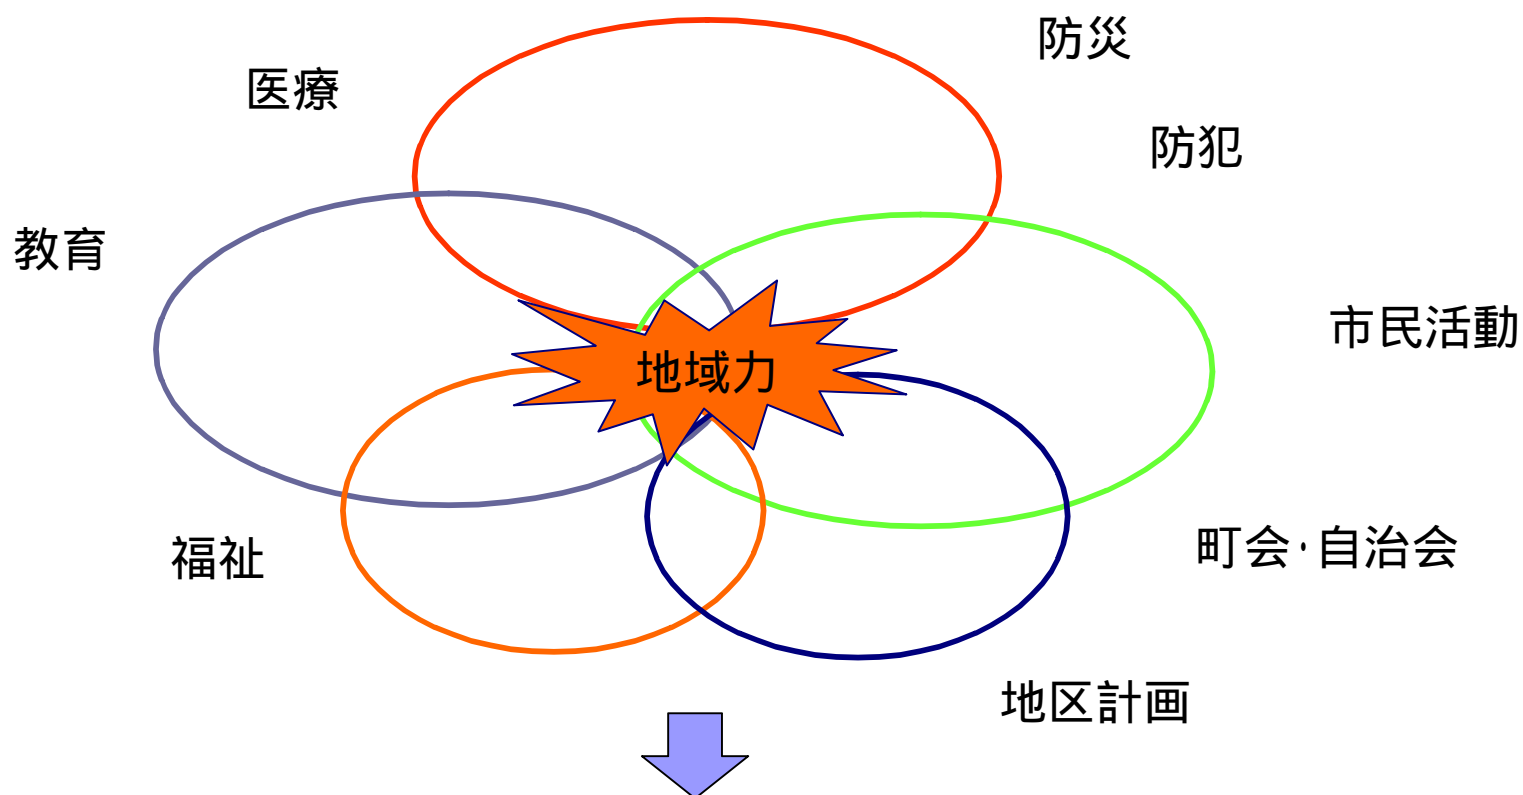 防災
医療
防犯
教育
市民活動
地域力
町会・自治会
福祉
地区計画